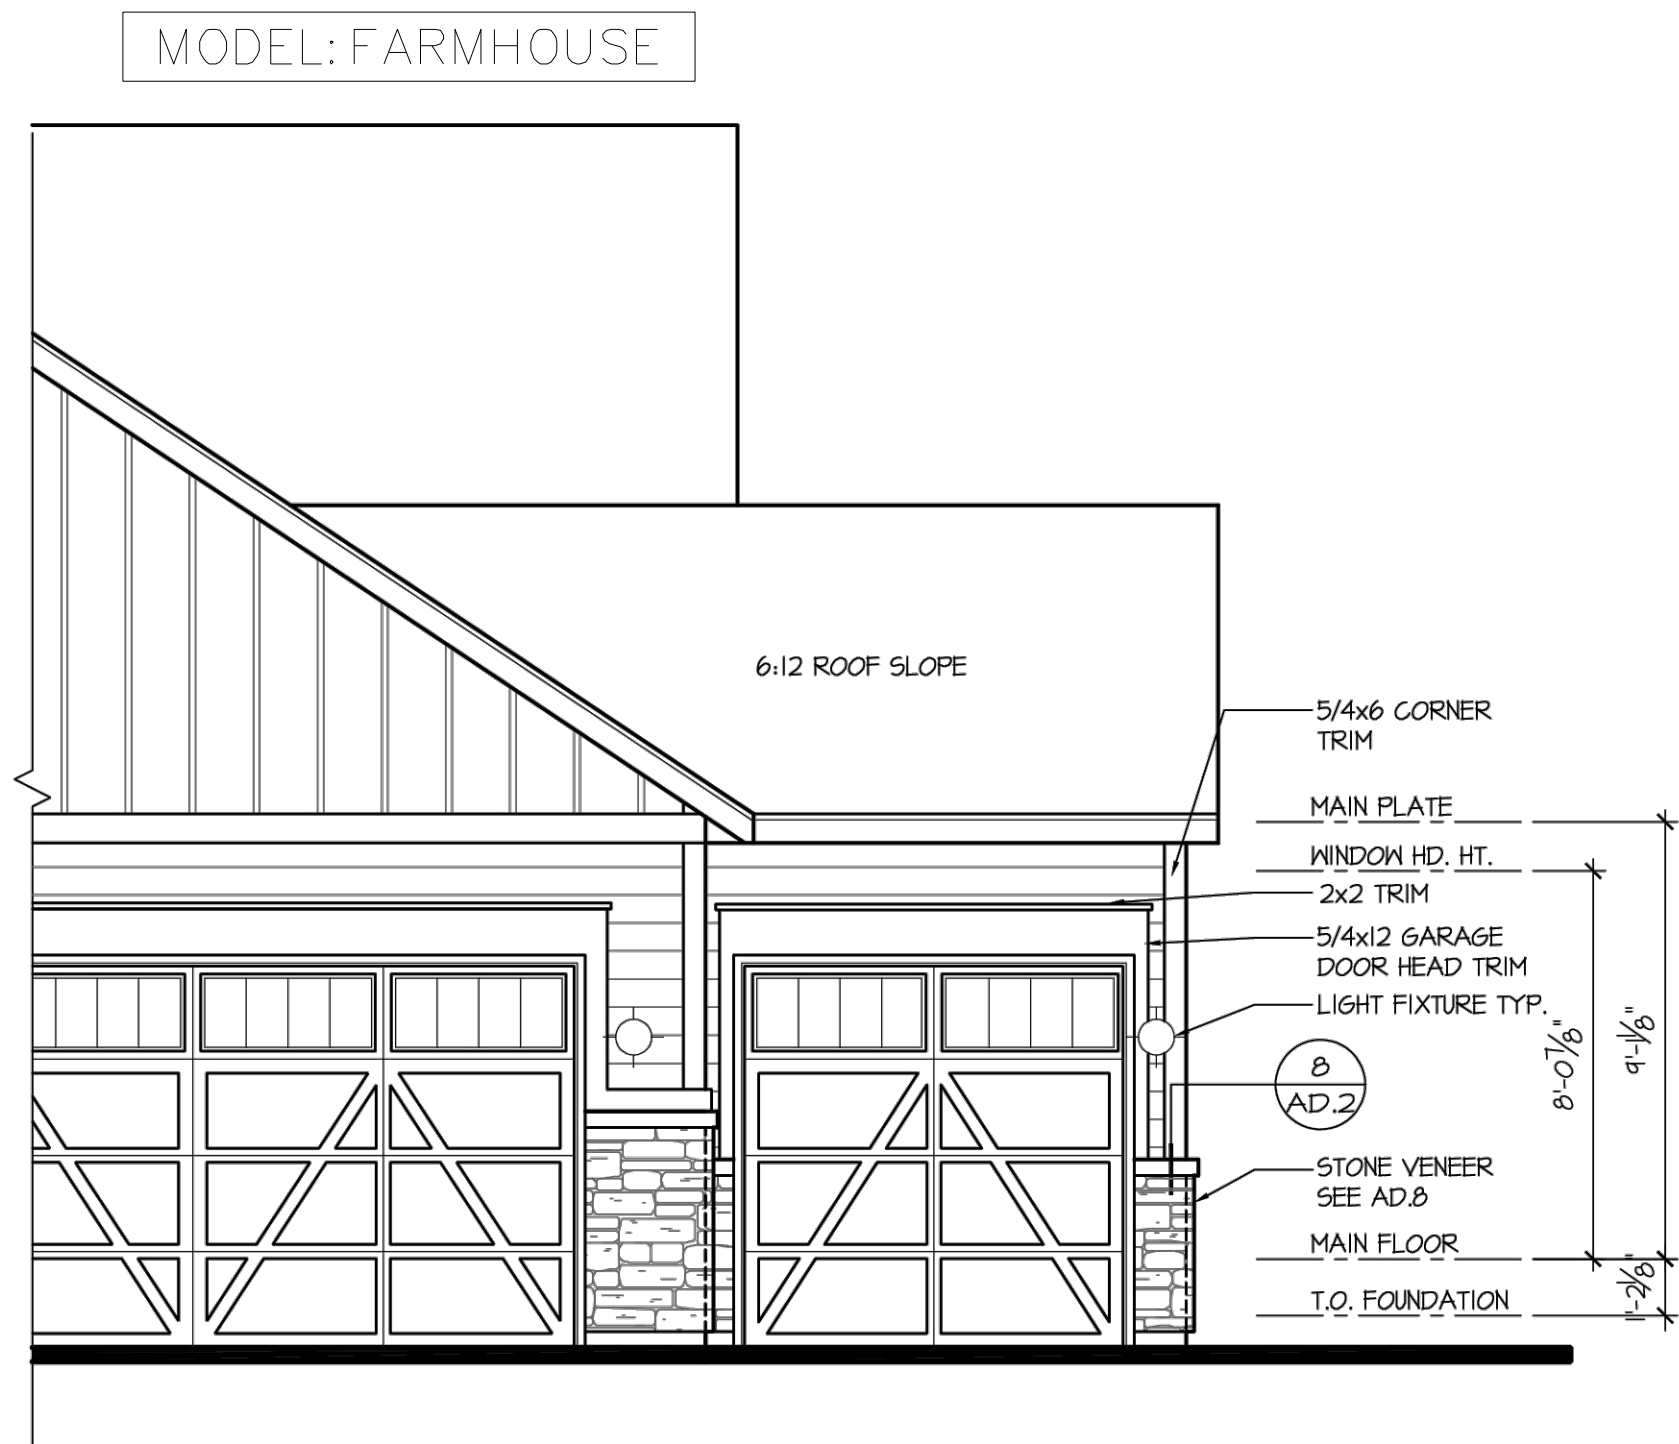 MODEL: FARMHOUSE
6:12 ROOF SLOPE
5/4x6 CORNER
TRIM
MAIN PLATE
WINDOW HD. HT.
2x2 TRIM
5/4x12 GARAGE
DOOR HEAD TRIM
LIGHT FIXTURE TYP.
8'-0 7/8"
9'-1 1/8"
8
AD.2
STONE VENEER
SEE AD.8
MAIN FLOOR
1'-2 1/8"
T.O. FOUNDATION